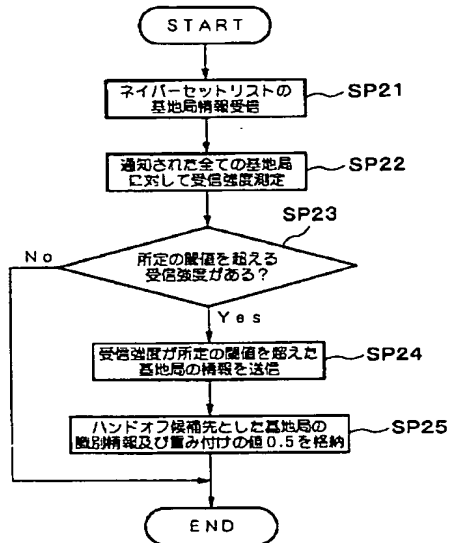 START
ネイバーセットリストの
基地局情報受信
SP21
通知された全ての基地局
に対して受信強度測定
SP22
SP23
所定の閾値を超える
受信強度がある?
No
Yes
受信強度が所定の閾値を超えた
基地局の情報を送信
SP24
ハンドオフ候補先とした基地局の
識別情報及び重み付けの値0.5を格納
SP25
END